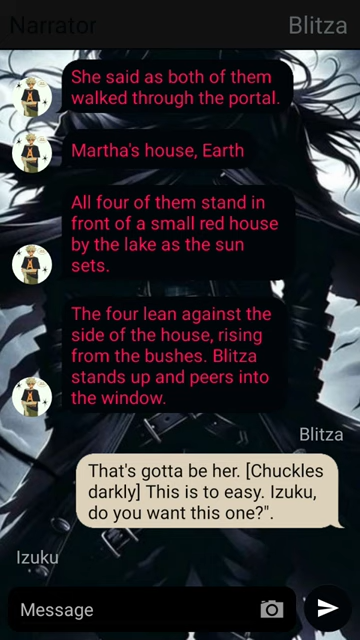 Narrator
Blitza
She said as both of them
walked through the portal.
Martha's house, Earth
All four of them stand in
front of a small red house
by the lake as the sun
sets.
The four lean against the
side of the house, rising
from the bushes. Blitza
stands up and peers into
the window.
Blitza
That's gotta be her. [Chuckles
darkly] This is to easy. Izuku,
do you want this one?".
Izuku
Message